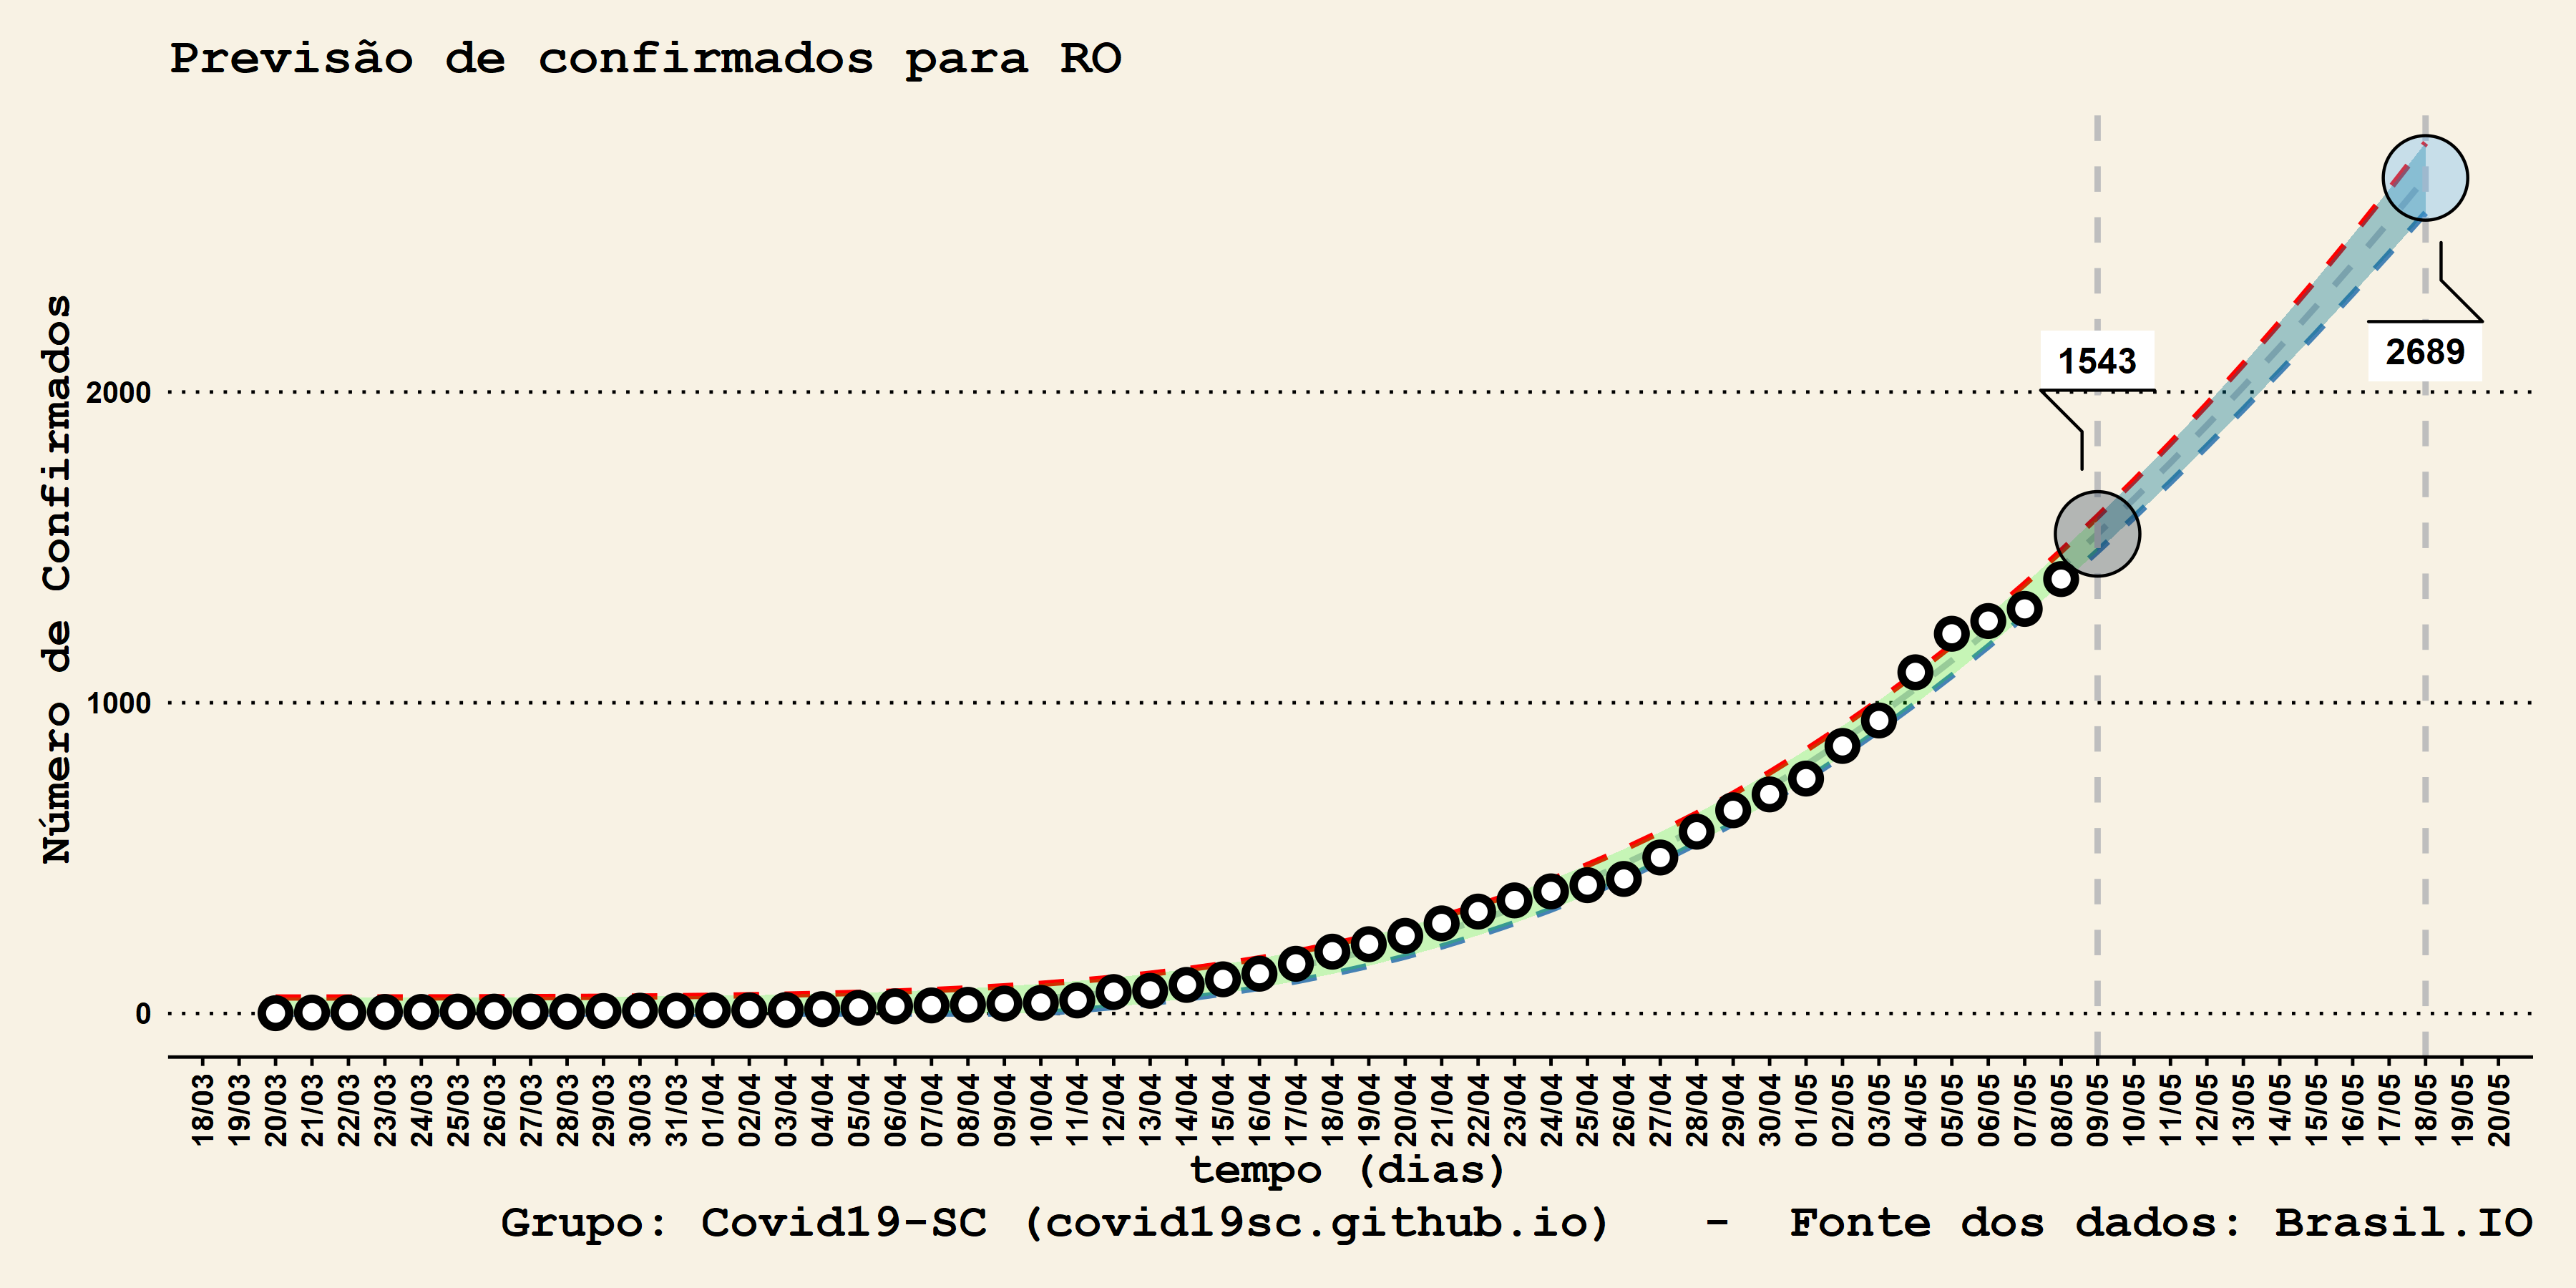 Previsão de confirmados para RO
Número de Confirmados
2000
1000
0
1543
2689
18/03 19/03 20/03 21/03 22/03 23/03 24/03 25/03 26/03 27/03 28/03 29/03 30/03 31/03 01/04 02/04 03/04 04/04 05/04 06/04 07/04 08/04 09/04 10/04 11/04 12/04 13/04 14/04 15/04 16/04 17/04 18/04 19/04 20/04 21/04 22/04 23/04 24/04 25/04 26/04 27/04 28/04 29/04 30/04 01/05 02/05 03/05 04/05 05/05 06/05 07/05 08/05 09/05 10/05 11/05 12/05 13/05 14/05 15/05 16/05 17/05 18/05 19/05 20/05
tempo (dias)
Grupo: Covid19-SC (covid19sc.github.io) - Fonte dos dados: Brasil.IO